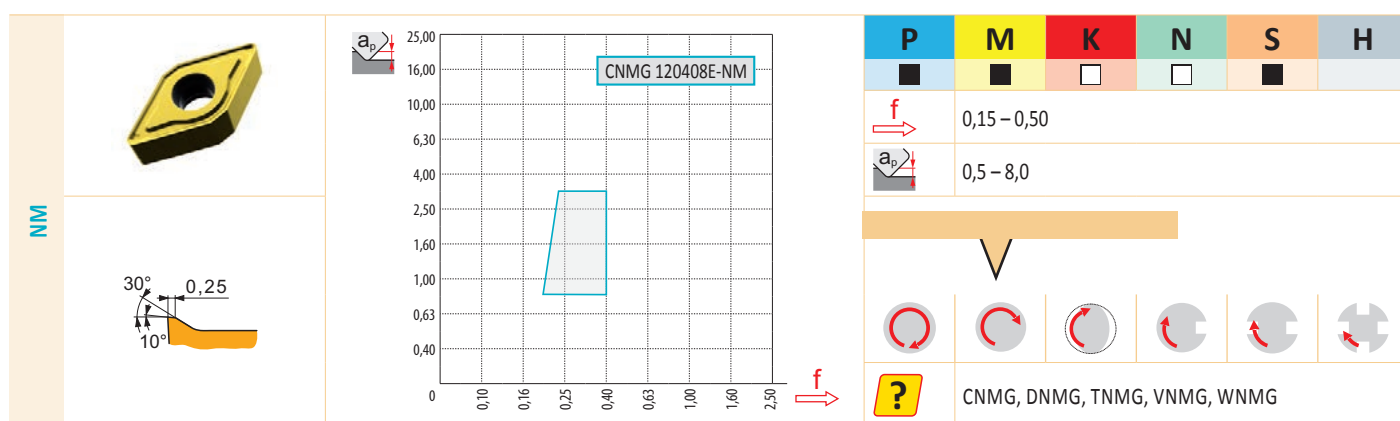 NM
30°
0,25
10°
aₚ
25,00
16,00
10,00
6,30
4,00
2,50
1,60
1,00
0,63
0,40
0
CNMG 120408E-NM
0,10
0,16
0,25
0,40
0,63
1,00
1,60
2,50
f
P M K N S H
f
0,15 – 0,50
aₚ
0,5 – 8,0
?
CNMG, DNMG, TNMG, VNMG, WNMG